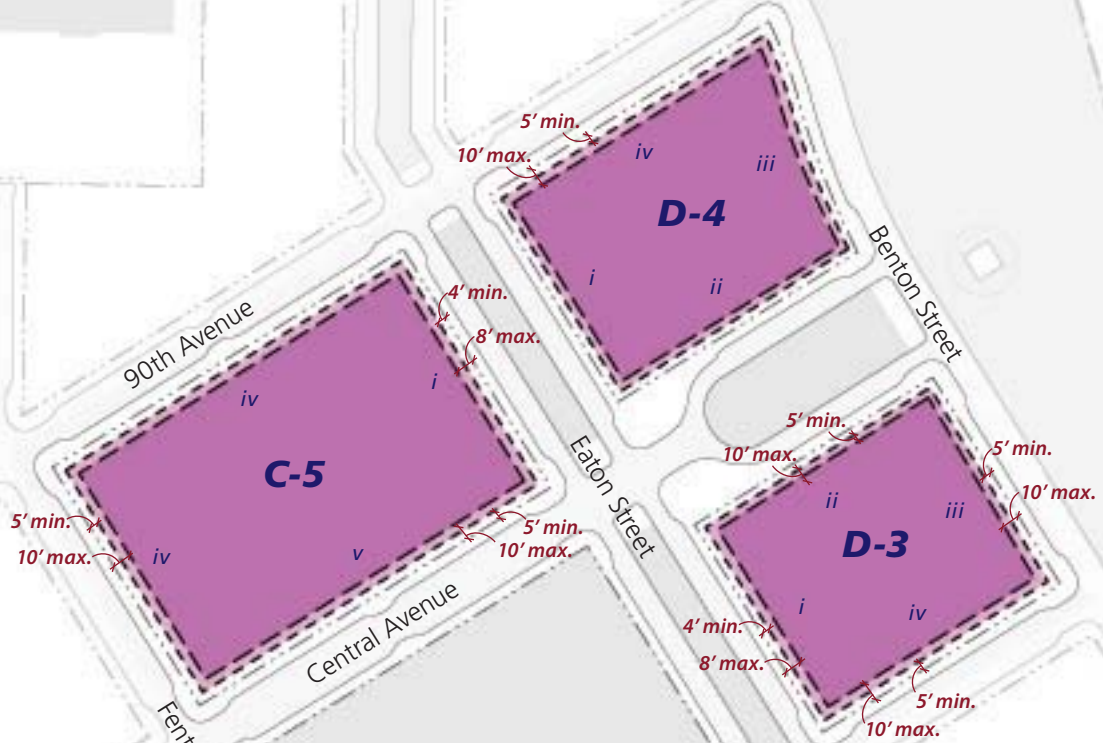 5' min.
10' max.
iv
iii
D-4
i
ii
Benton Street
90th Avenue
4' min.
8' max.
iv
i
C-5
5' min.
10' max.
iv
v
5' min.
10' max.
Central Avenue
Eaton Street
5' min.
10' max.
5' min.
10' max.
ii
iii
D-3
i
iv
4' min.
8' max.
5' min.
10' max.
Fent